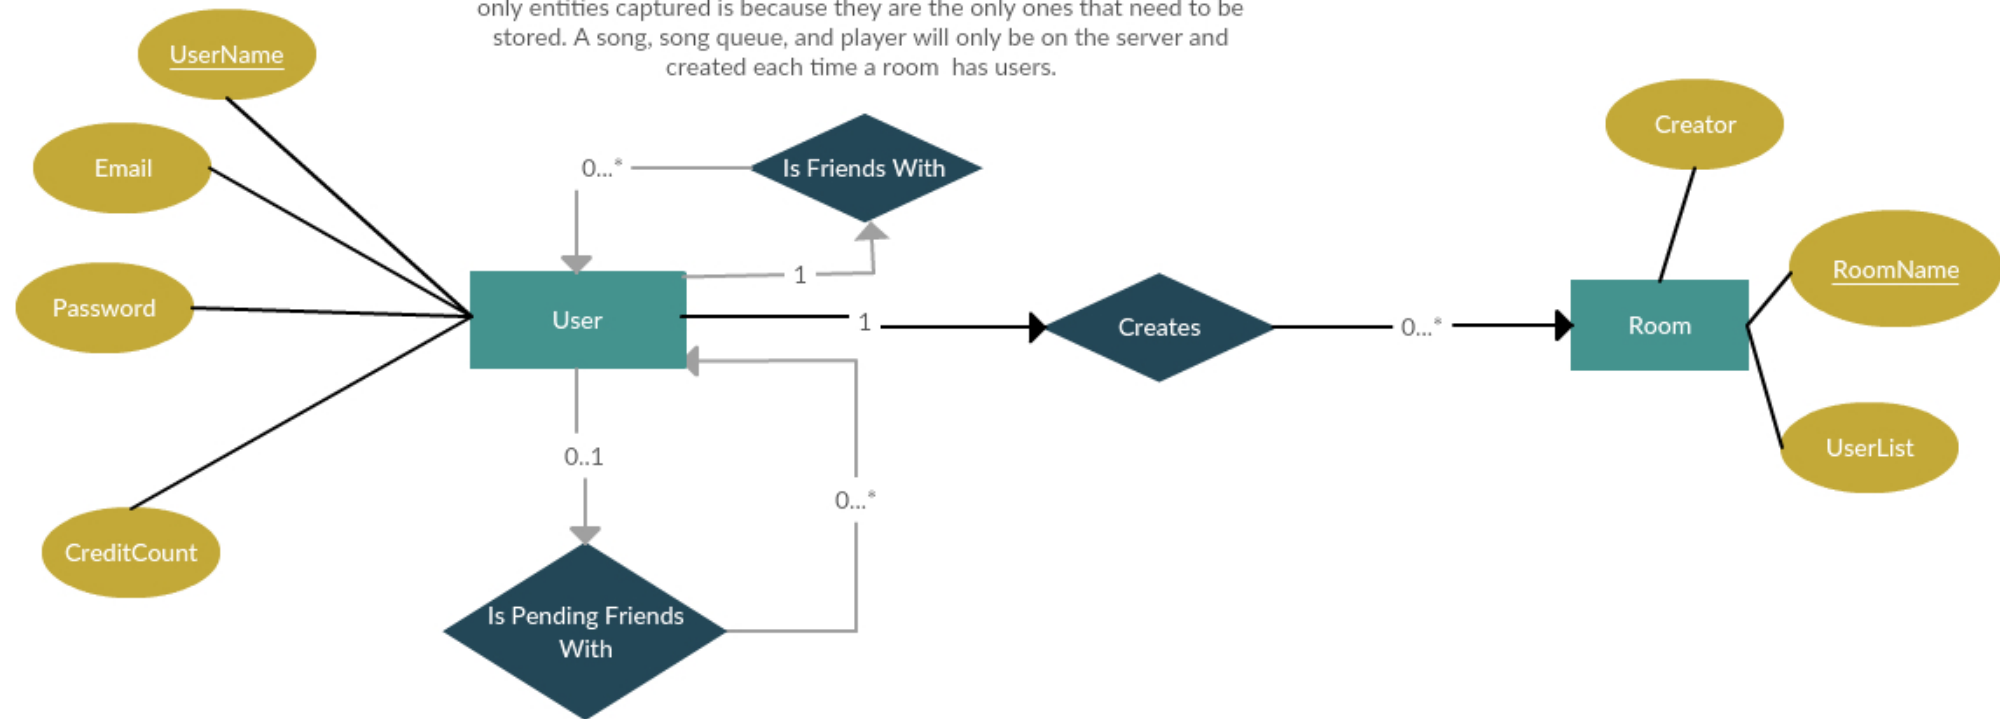 only entities captured is because they are the only ones that need to be
stored. A song, song queue, and player will only be on the server and
created each time a room has users.
UserName
Email
Password
CreditCount
0...*
Is Friends With
1
User
1
Creates
0...*
Room
Creator
RoomName
UserList
0..1
0...*
Is Pending Friends
With